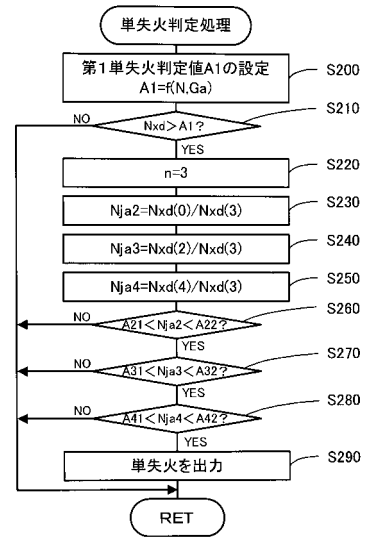 単失火判定処理
第1単失火判定値A1の設定
A1=f(N,Ga)
S200
S210
NO
Nxd>A1?
YES
S220
n=3
S230
Nja2=Nxd(0)/Nxd(3)
S240
Nja3=Nxd(2)/Nxd(3)
S250
Nja4=Nxd(4)/Nxd(3)
S260
NO
A21<Nja2<A22?
YES
S270
NO
A31<Nja3<A32?
YES
S280
NO
A41<Nja4<A42?
YES
S290
単失火を出力
RET